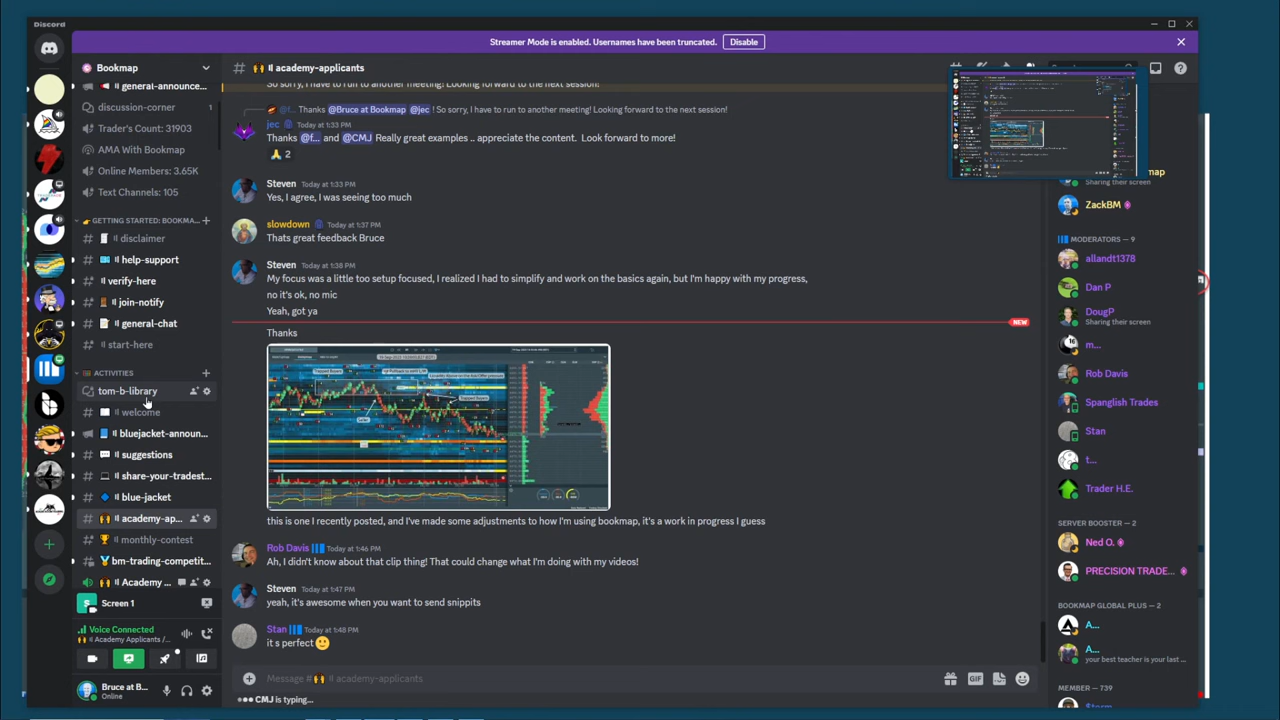 Discord
Streamer Mode is enabled. Usernames have been truncated. Disable
Bookmap
general-announce...
discussion-corner 1
Trader's Count: 31903
AMA With Bookmap
Online Members: 3.65K
Text Channels: 105
GETTING STARTED: BOOKMA...
disclaimer
help-support
verify-here
join-notify
general-chat
start-here
ACTIVITIES
tom-b-library
welcome
bluejacket-announ...
suggestions
share-your-tradest...
blue-jacket
academy-ap...
monthly-contest
bm-trading-competit...
Academy ...
S Screen 1
Voice Connected
Academy Applicants /...
Bruce at B...
Online
academy-applicants
So sorry, I have to run to another meeting! Looking forward to the next session!
Thanks @Bruce at Bookmap @jec ! So sorry, I have to run to another meeting! Looking forward to the next session!
jec Today at 1:33 PM
Thanks @f... and @CMJ Really great examples.. appreciate the content. Look forward to more!
2
Steven Today at 1:33 PM
Yes, I agree, I was seeing too much
slowdown Today at 1:37 PM
Thats great feedback Bruce
Steven Today at 1:38 PM
My focus was a little too setup focused, I realized I had to simplify and work on the basics again, but I'm happy with my progress,
no it's ok, no mic
Yeah, got ya
NEW
Thanks
this is one I recently posted, and I've made some adjustments to how I'm using bookmap, it's a work in progress I guess
Rob Davis Today at 1:46 PM
Ah, I didn't know about that clip thing! That could change what I'm doing with my videos!
Steven Today at 1:47 PM
yeah, it's awesome when you want to send snippits
Stan Today at 1:48 PM
it s perfect
Message # academy-applicants
GIF
CMJ is typing...
Sharing their screen
ZackBM
MODERATORS — 9
allandt1378
Dan P
DougP
Sharing their screen
m...
Rob Davis
Spanglish Trades
Stan
t...
Trader H.E.
SERVER BOOSTER — 2
Ned O.
PRECISION TRADE...
BOOKMAP GLOBAL PLUS — 2
A...
A...
your best teacher is your last ...
MEMBER — 739